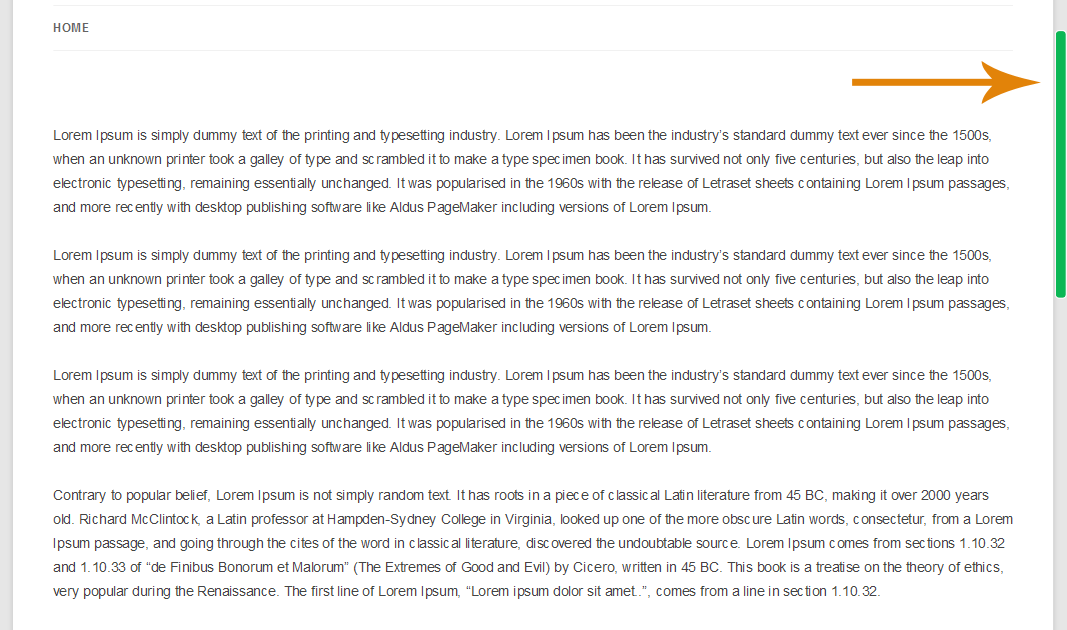 HOME
Lorem Ipsum is simply dummy text of the printing and typesetting industry. Lorem Ipsum has been the industry’s standard dummy text ever since the 1500s,
when an unknown printer took a galley of type and scrambled it to make a type specimen book. It has survived not only five centuries, but also the leap into
electronic typesetting, remaining essentially unchanged. It was popularised in the 1960s with the release of Letraset sheets containing Lorem Ipsum passages,
and more recently with desktop publishing software like Aldus PageMaker including versions of Lorem Ipsum.
Lorem Ipsum is simply dummy text of the printing and typesetting industry. Lorem Ipsum has been the industry’s standard dummy text ever since the 1500s,
when an unknown printer took a galley of type and scrambled it to make a type specimen book. It has survived not only five centuries, but also the leap into
electronic typesetting, remaining essentially unchanged. It was popularised in the 1960s with the release of Letraset sheets containing Lorem Ipsum passages,
and more recently with desktop publishing software like Aldus PageMaker including versions of Lorem Ipsum.
Lorem Ipsum is simply dummy text of the printing and typesetting industry. Lorem Ipsum has been the industry’s standard dummy text ever since the 1500s,
when an unknown printer took a galley of type and scrambled it to make a type specimen book. It has survived not only five centuries, but also the leap into
electronic typesetting, remaining essentially unchanged. It was popularised in the 1960s with the release of Letraset sheets containing Lorem Ipsum passages,
and more recently with desktop publishing software like Aldus PageMaker including versions of Lorem Ipsum.
Contrary to popular belief, Lorem Ipsum is not simply random text. It has roots in a piece of classical Latin literature from 45 BC, making it over 2000 years
old. Richard McClintock, a Latin professor at Hampden-Sydney College in Virginia, looked up one of the more obscure Latin words, consectetur, from a Lorem
Ipsum passage, and going through the cites of the word in classical literature, discovered the undoubtable source. Lorem Ipsum comes from sections 1.10.32
and 1.10.33 of “de Finibus Bonorum et Malorum” (The Extremes of Good and Evil) by Cicero, written in 45 BC. This book is a treatise on the theory of ethics,
very popular during the Renaissance. The first line of Lorem Ipsum, “Lorem ipsum dolor sit amet..”, comes from a line in section 1.10.32.